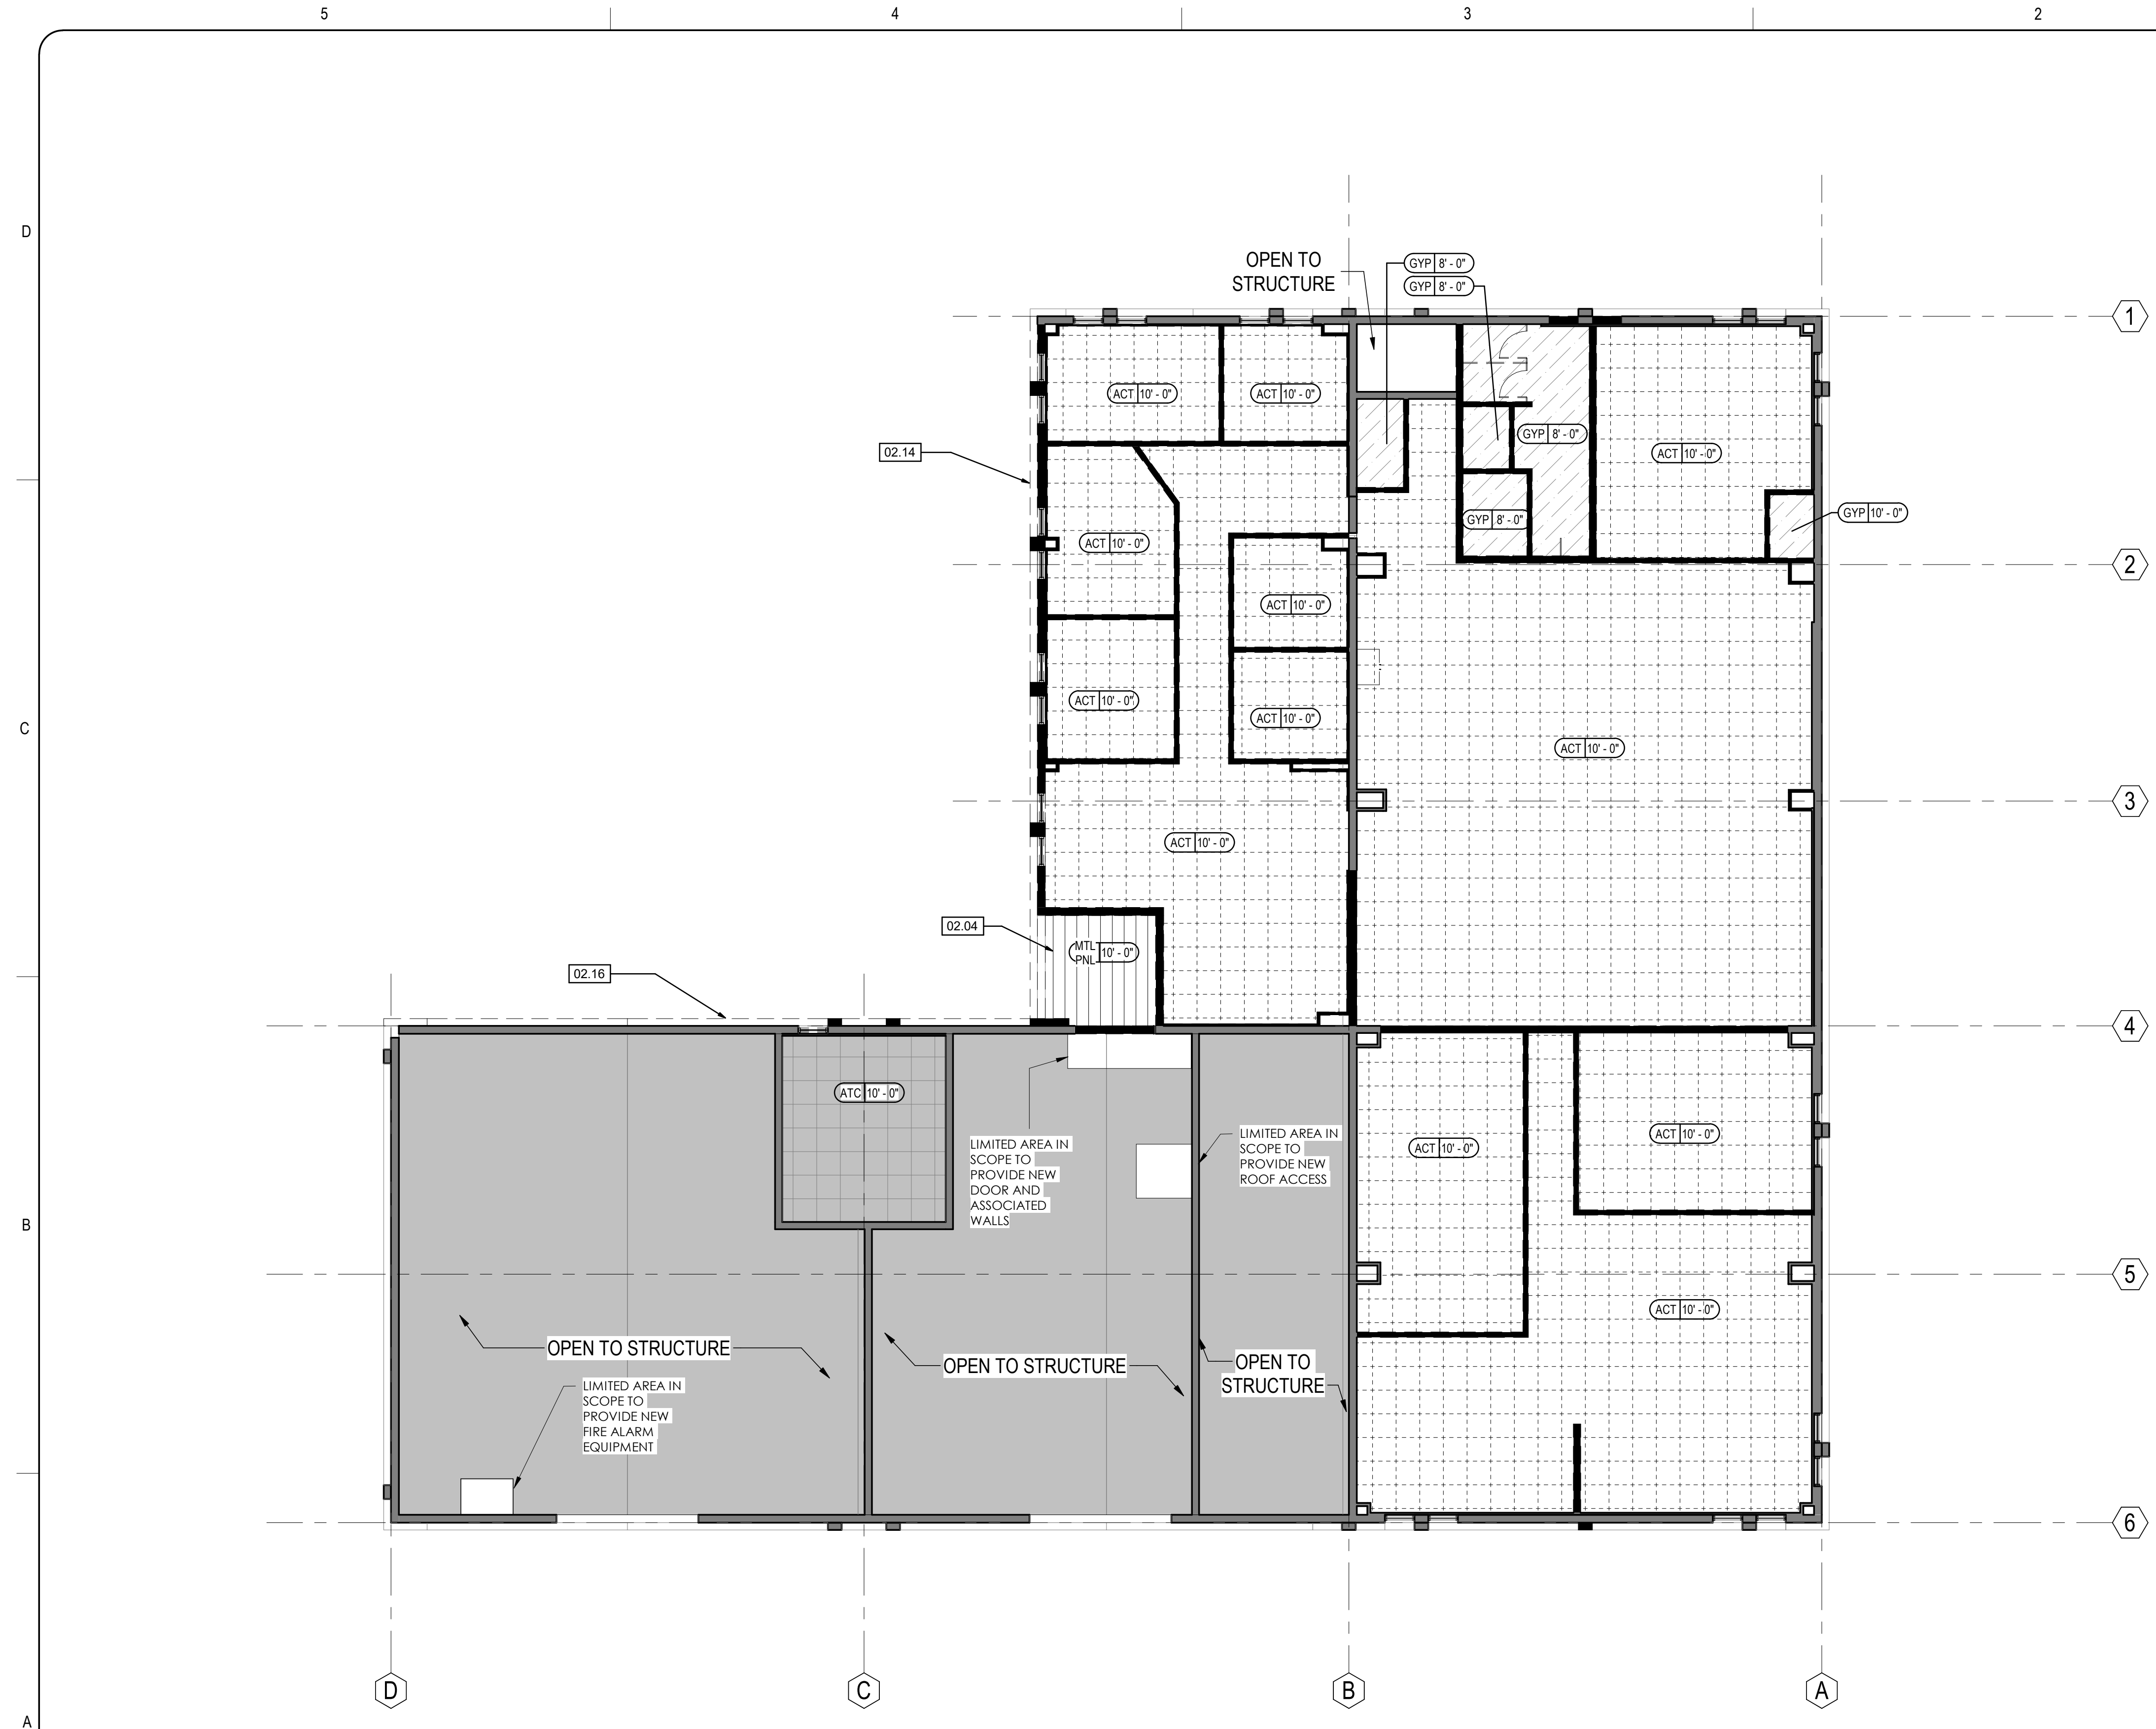 5 4 3 2
D
OPEN TO
STRUCTURE
GYP 8' - 0"
GYP 8' - 0"
1
ACT 10' - 0"
ACT 10' - 0"
GYP 8' - 0"
02.14
ACT 10' - 0"
GYP 8' - 0"
GYP 10' - 0"
ACT 10' - 0"
2
ACT 10' - 0"
ACT 10' - 0"
ACT 10' - 0"
C
ACT 10' - 0"
3
ACT 10' - 0"
02.04
MTL
PNL 10' - 0"
02.16
4
ATC 10' - 0"
LIMITED AREA IN
SCOPE TO
PROVIDE NEW
DOOR AND
ASSOCIATED
WALLS
LIMITED AREA IN
SCOPE TO
PROVIDE NEW
ROOF ACCESS
ACT 10' - 0"
ACT 10' - 0"
B
5
ACT 10' - 0"
OPEN TO STRUCTURE
OPEN TO STRUCTURE
OPEN TO
STRUCTURE
LIMITED AREA IN
SCOPE TO
PROVIDE NEW
FIRE ALARM
EQUIPMENT
6
D C B A
A